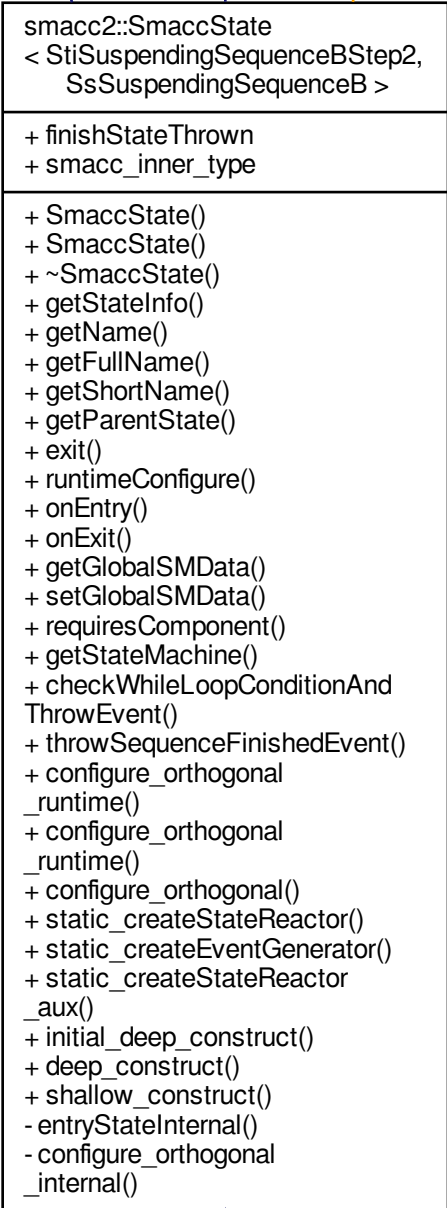 smacc2::SmaccState
< StiSuspendingSequenceBStep2,
SsSuspendingSequenceB >
+ finishStateThrown
+ smacc_inner_type
+ SmaccState()
+ SmaccState()
+ ~SmaccState()
+ getStateInfo()
+ getName()
+ getFullName()
+ getShortName()
+ getParentState()
+ exit()
+ runtimeConfigure()
+ onEntry()
+ onExit()
+ getGlobalSMData()
+ setGlobalSMData()
+ requiresComponent()
+ getStateMachine()
+ checkWhileLoopConditionAnd
ThrowEvent()
+ throwSequenceFinishedEvent()
+ configure_orthogonal
_runtime()
+ configure_orthogonal
_runtime()
+ configure_orthogonal()
+ static_createStateReactor()
+ static_createEventGenerator()
+ static_createStateReactor
_aux()
+ initial_deep_construct()
+ deep_construct()
+ shallow_construct()
- entryStateInternal()
- configure_orthogonal
_internal()